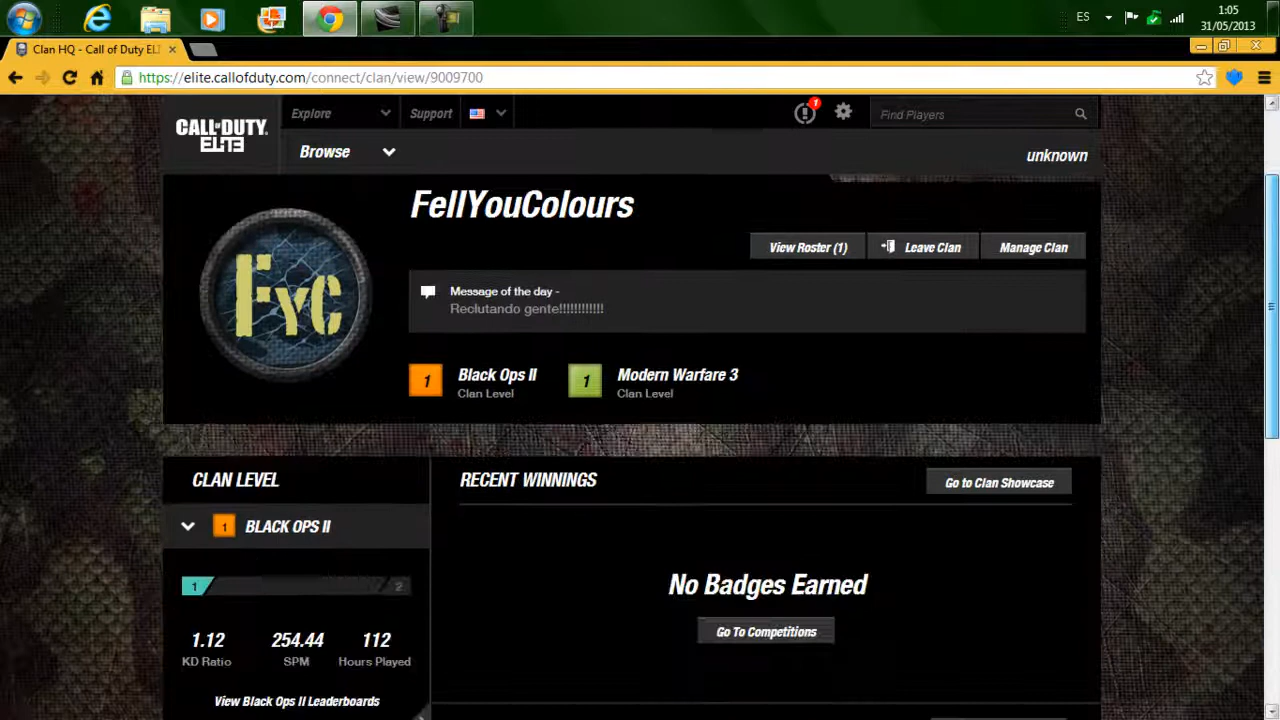 ES
1:05
31/05/2013
Clan HQ - Call of Duty ELI
https://elite.callofduty.com/connect/clan/view/9009700
CALL OF DUTY
ELITE
Explore
Support
1
Find Players
Browse
unknown
FellYouColours
FYC
View Roster (1)
Leave Clan
Manage Clan
Message of the day -
Reclutando gente!!!!!!!!!!!!!
1
Black Ops II
Clan Level
1
Modern Warfare 3
Clan Level
CLAN LEVEL
RECENT WINNINGS
Go to Clan Showcase
1
BLACK OPS II
1
2
No Badges Earned
Go To Competitions
1.12
254.44
112
KD Ratio
SPM
Hours Played
View Black Ops II Leaderboards